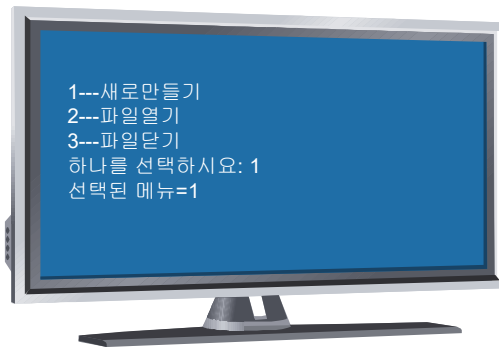 1---새로만들기
2---파일열기
3---파일닫기
하나를 선택하시요: 1
선택된 메뉴=1